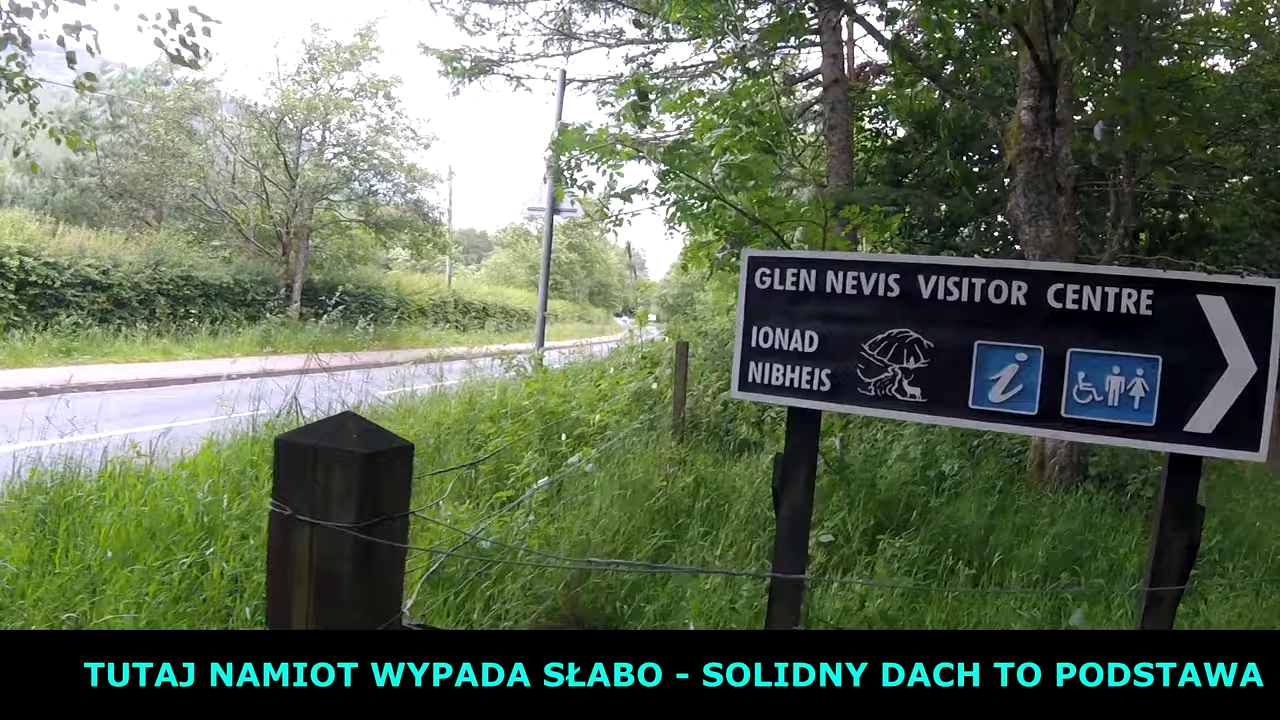 GLEN NEVIS VISITOR CENTRE
IONAD
NIBHEIS
i
TUTAJ NAMIOT WYPADA SŁABO - SOLIDNY DACH TO PODSTAWA